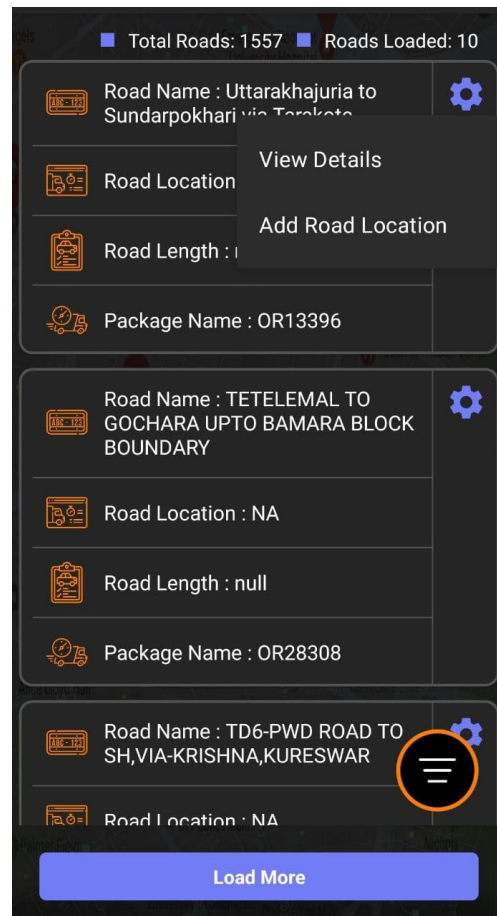 Total Roads: 1557 Roads Loaded: 10
Road Name : Uttarakhajuria to
Sundarpokhari via Tarakote
View Details
Road Location
Add Road Location
Road Length :
Package Name : OR13396
Road Name : TETELEMAL TO
GOCHARA UPTO BAMARA BLOCK
BOUNDARY
Road Location : NA
Road Length : null
Package Name : OR28308
Road Name : TD6-PWD ROAD TO
SH,VIA-KRISHNA,KURESWAR
Road Location : NA
Load More